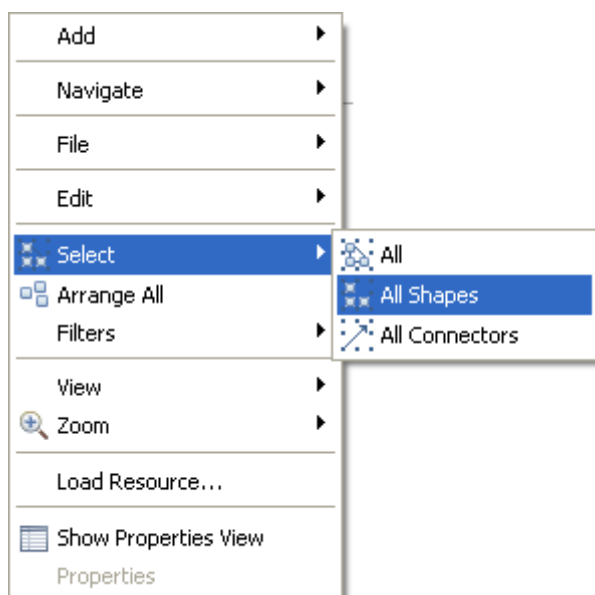 Add
Navigate
File
Edit
Select
All
All Shapes
All Connectors
Arrange All
Filters
View
Zoom
Load Resource...
Show Properties View
Properties